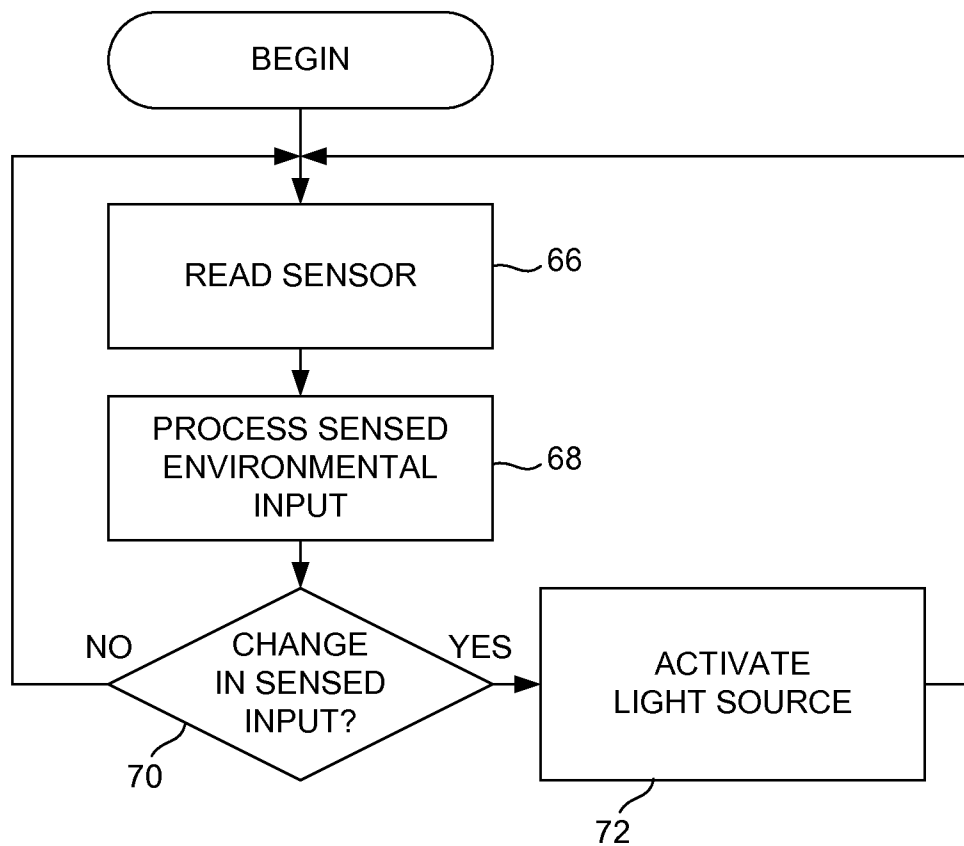 BEGIN
READ SENSOR
66
PROCESS SENSED
ENVIRONMENTAL
INPUT
68
NO
CHANGE
IN SENSED
INPUT?
YES
70
ACTIVATE
LIGHT SOURCE
72